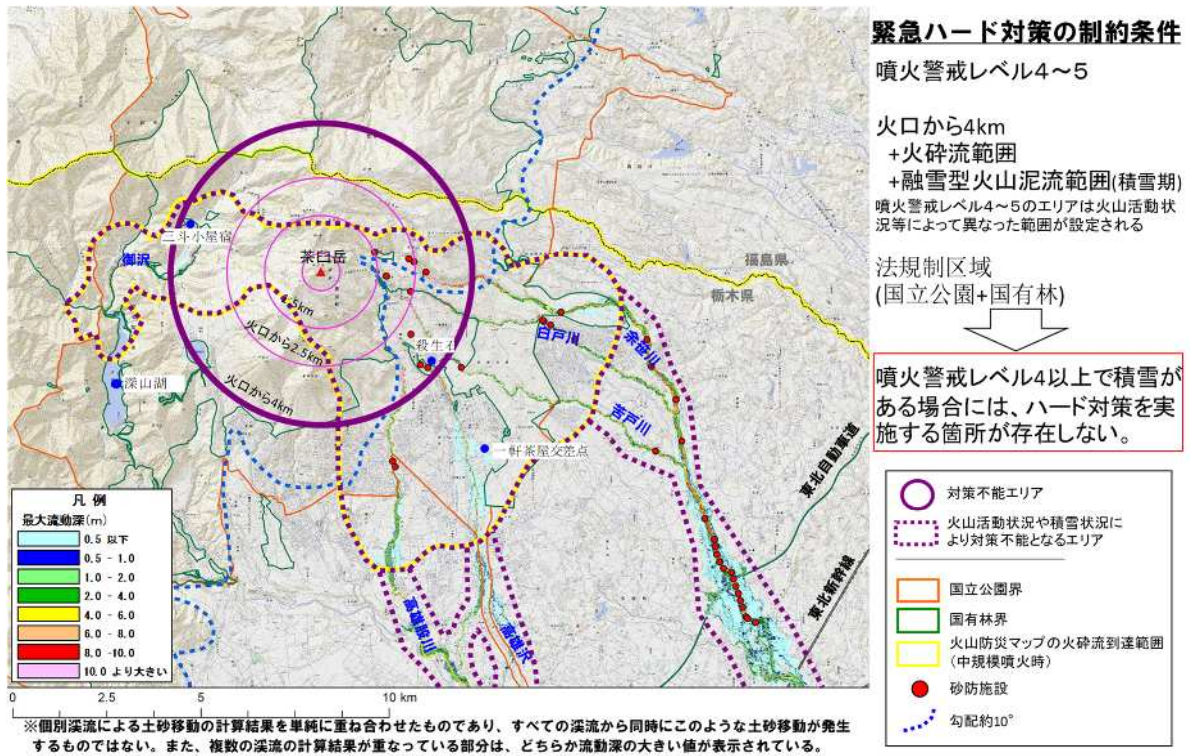 緊急ハード対策の制約条件
噴火警戒レベル4～5
火口から4km
+火砕流範囲
+融雪型火山泥流範囲(積雪期)
噴火警戒レベル4～5のエリアは火山活動状
況等によって異なった範囲が設定される
法規制区域
(国立公園+国有林)
噴火警戒レベル4以上で積雪が
ある場合には、ハード対策を実
施する箇所が存在しない。
対策不能エリア
火山活動状況や積雪状況に
より対策不能となるエリア
国立公園界
国有林界
火山防災マップの火砕流到達範囲
(中規模噴火時)
砂防施設
勾配約10°
三斗小屋宿
御沢
茶臼岳
1.5km
火口から2.5km
火口から4km
殺生石
深山湖
福島県
栃木県
白戸川
余笹川
苦戸川
一軒茶屋交差点
東北自動車道
東北新幹線
高雄沢
凡例
最大流動深(m)
0.5 以下
0.5 - 1.0
1.0 - 2.0
2.0 - 4.0
4.0 - 6.0
6.0 - 8.0
8.0 -10.0
10.0 より大きい
0 2.5 5 10 km
※個別渓流による土砂移動の計算結果を単純に重ね合わせたものであり、すべての渓流から同時にこのような土砂移動が発生
するものではない。また、複数の渓流の計算結果が重なっている部分は、どちらか流動深の大きい値が表示されている。